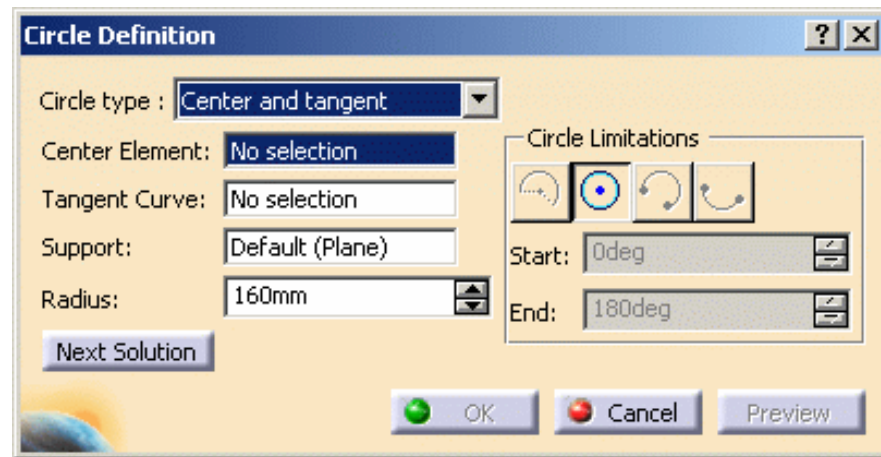 Circle Definition
Circle type : Center and tangent
Center Element: No selection
Tangent Curve: No selection
Support: Default (Plane)
Radius: 160mm
Next Solution
Circle Limitations
Start: 0deg
End: 180deg
OK Cancel Preview